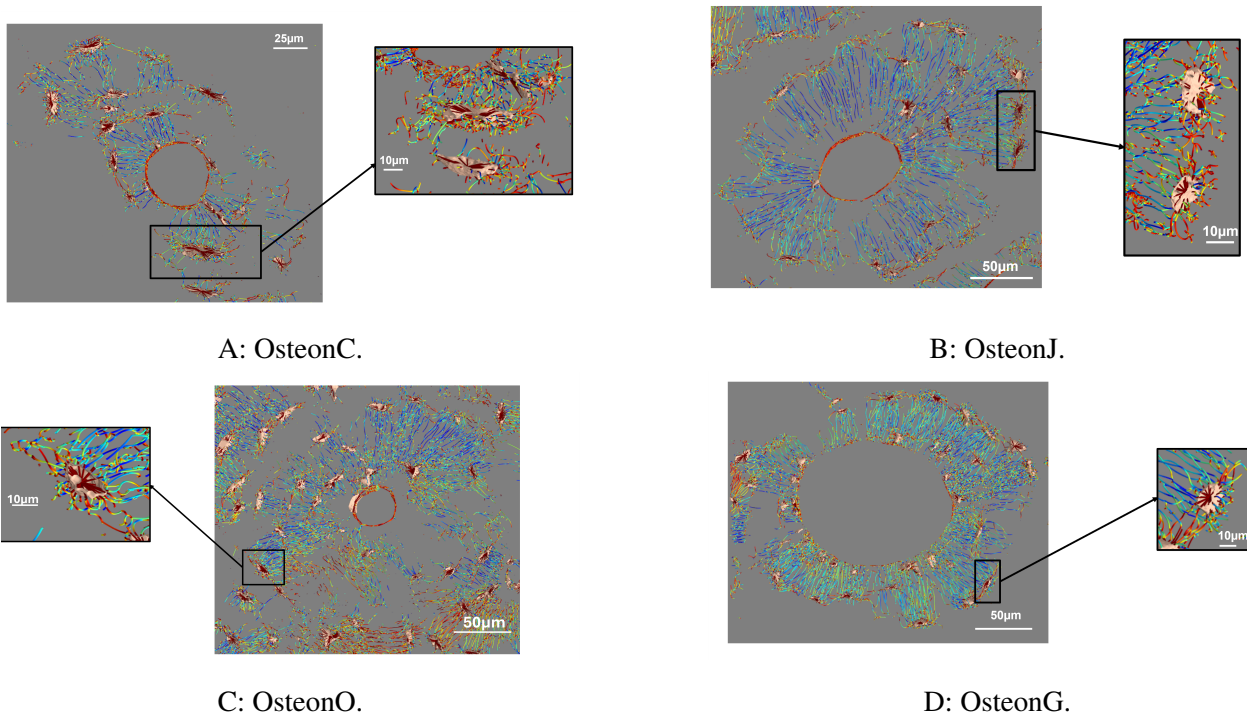 25μm
10μm
A: OsteonC.
50μm
10μm
B: OsteonJ.
10μm
50μm
C: OsteonO.
50μm
10μm
D: OsteonG.